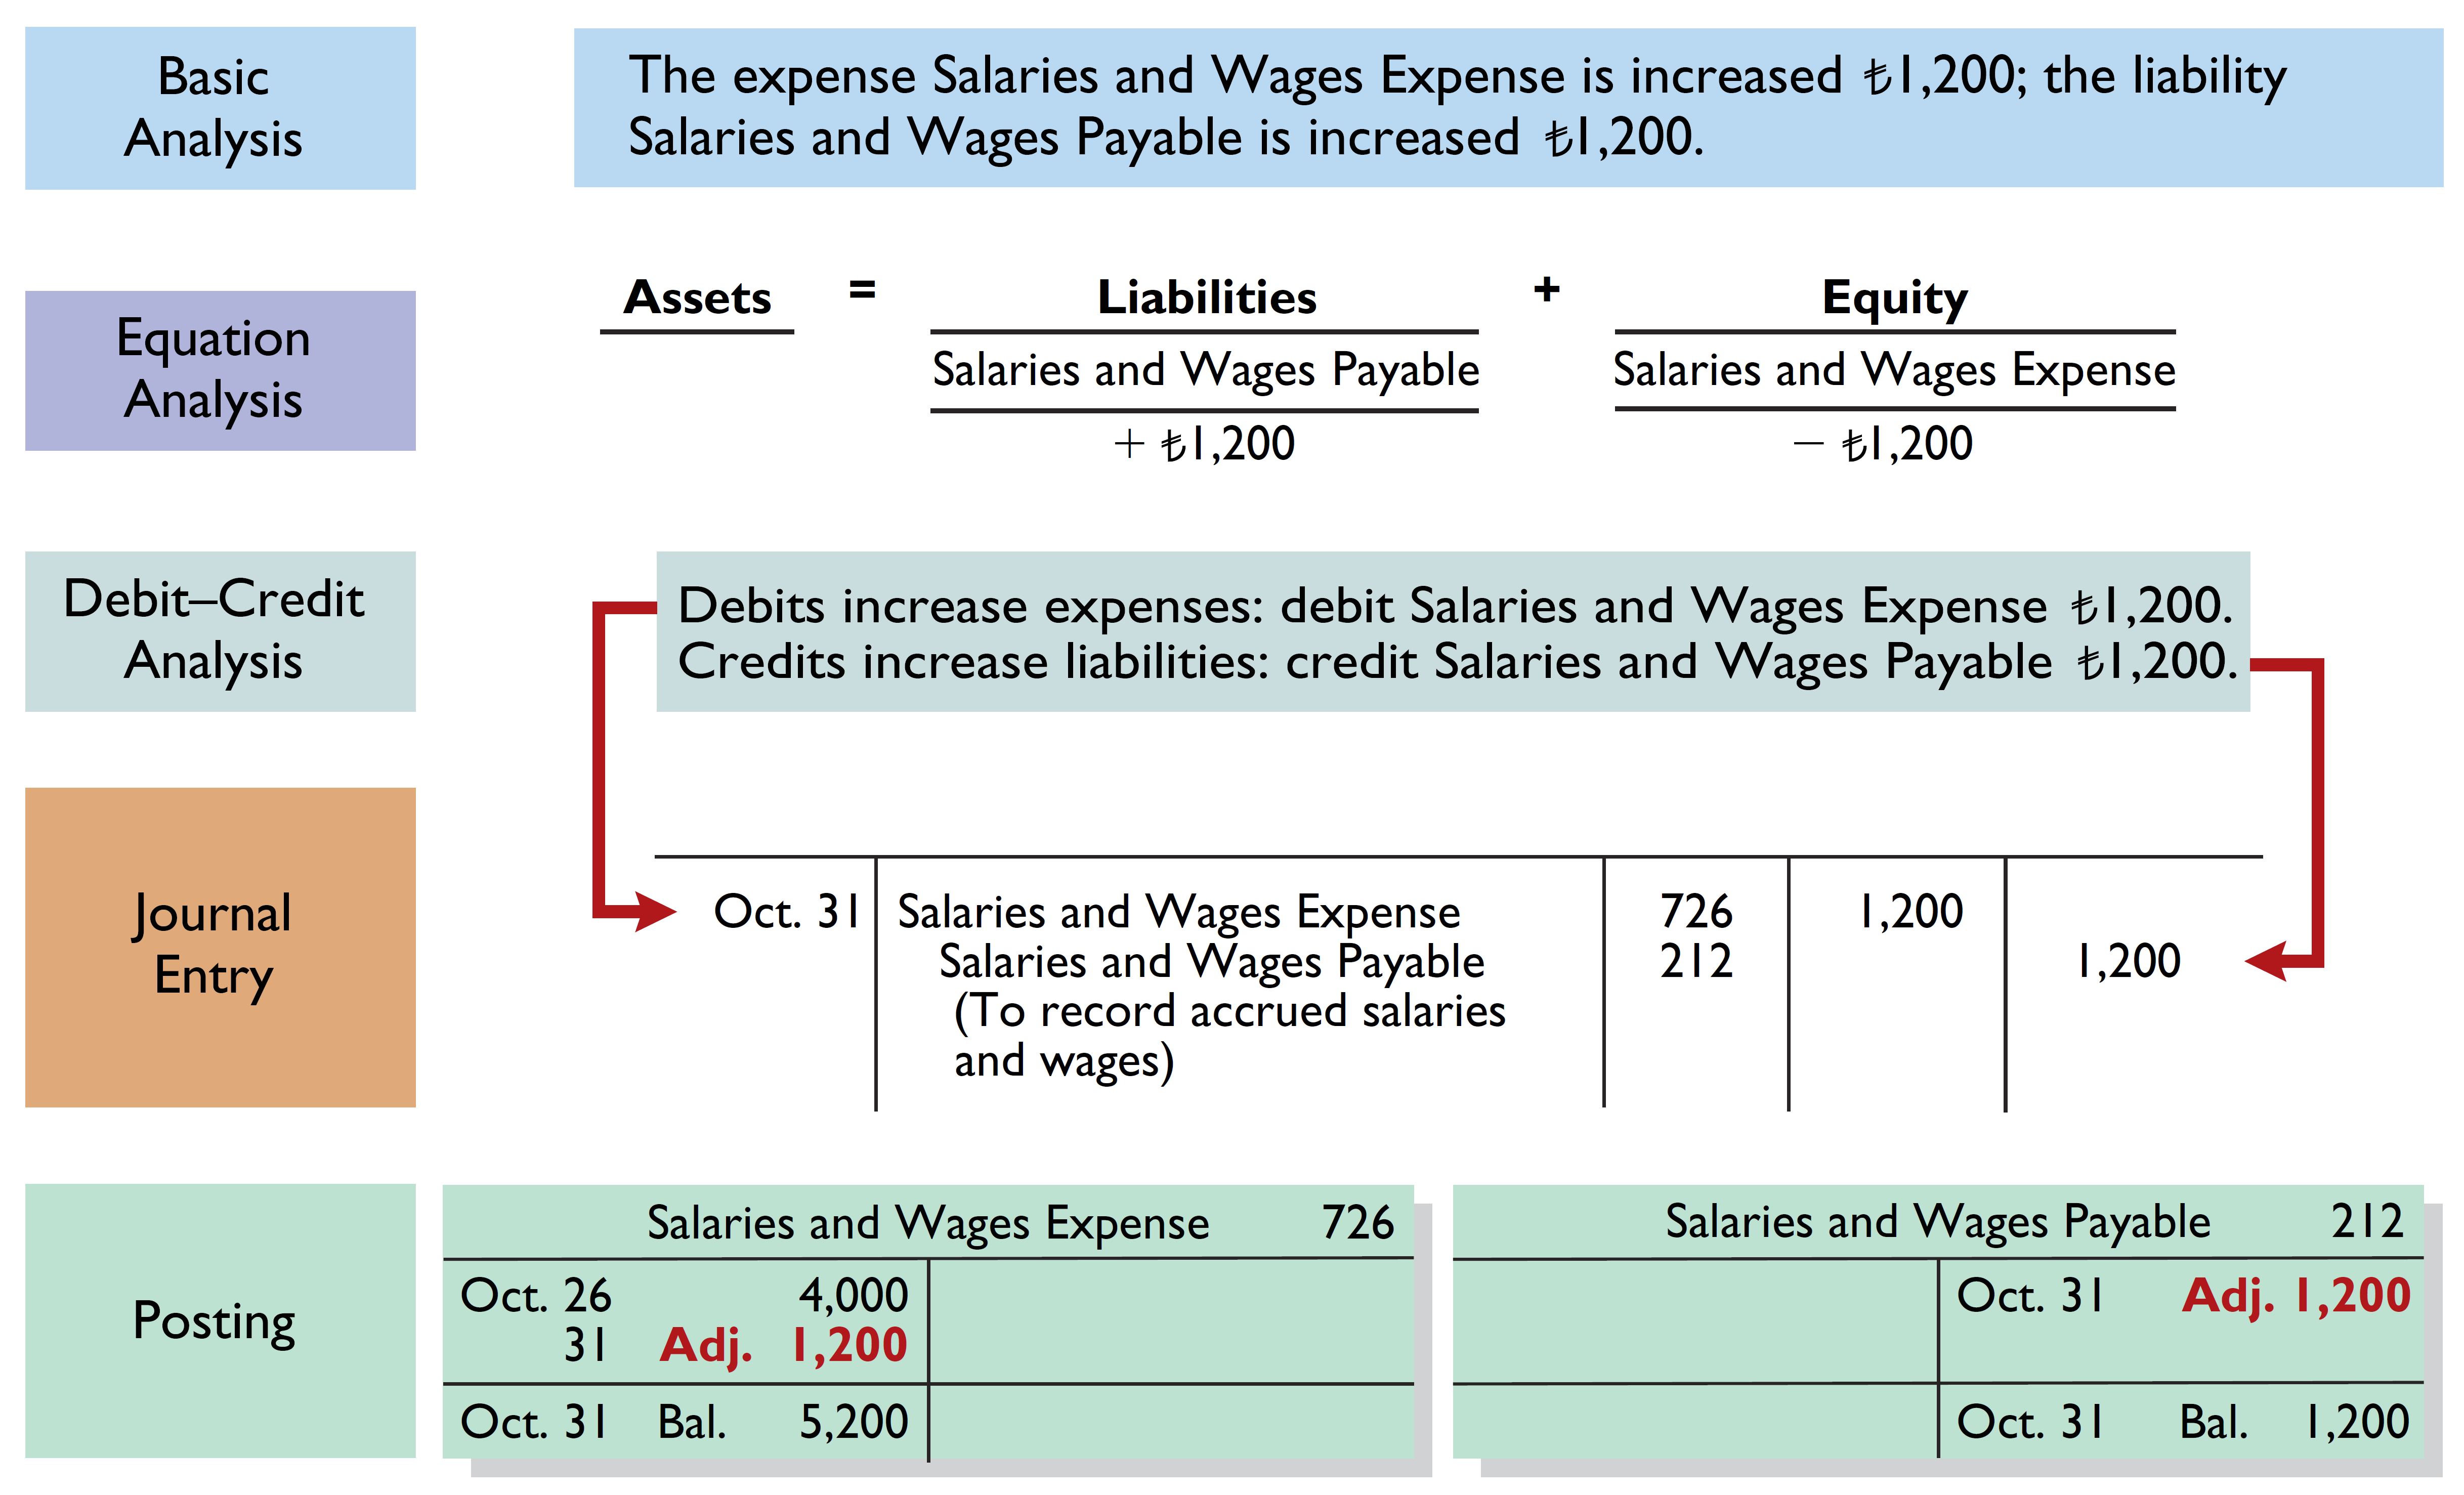 Basic
Analysis
The expense Salaries and Wages Expense is increased ₺1,200; the liability
Salaries and Wages Payable is increased ₺1,200.
Equation
Analysis
Assets = Liabilities + Equity
Salaries and Wages Payable Salaries and Wages Expense
+ ₺1,200 − ₺1,200
Debit–Credit
Analysis
Debits increase expenses: debit Salaries and Wages Expense ₺1,200.
Credits increase liabilities: credit Salaries and Wages Payable ₺1,200.
Journal
Entry
Oct. 31 Salaries and Wages Expense 726 1,200
Salaries and Wages Payable 212 1,200
(To record accrued salaries
and wages)
Posting
Salaries and Wages Expense 726
Oct. 26 4,000
31 Adj. 1,200
Oct. 31 Bal. 5,200
Salaries and Wages Payable 212
Oct. 31 Adj. 1,200
Oct. 31 Bal. 1,200